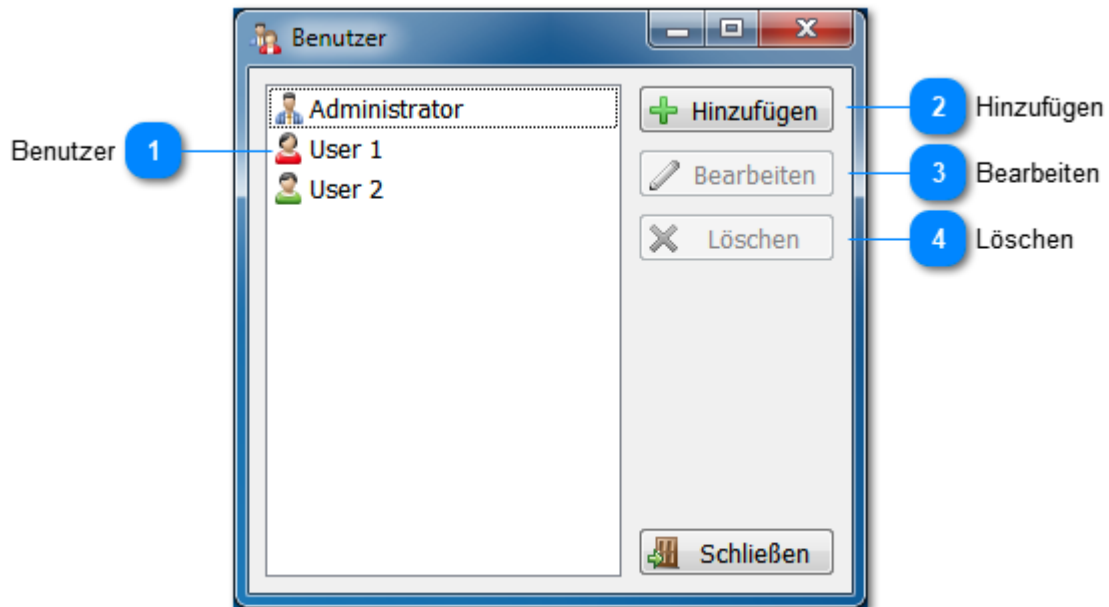 Benutzer
Administrator
User 1
User 2
Hinzufügen
Bearbeiten
Löschen
Schließen
Benutzer 1
2 Hinzufügen
3 Bearbeiten
4 Löschen